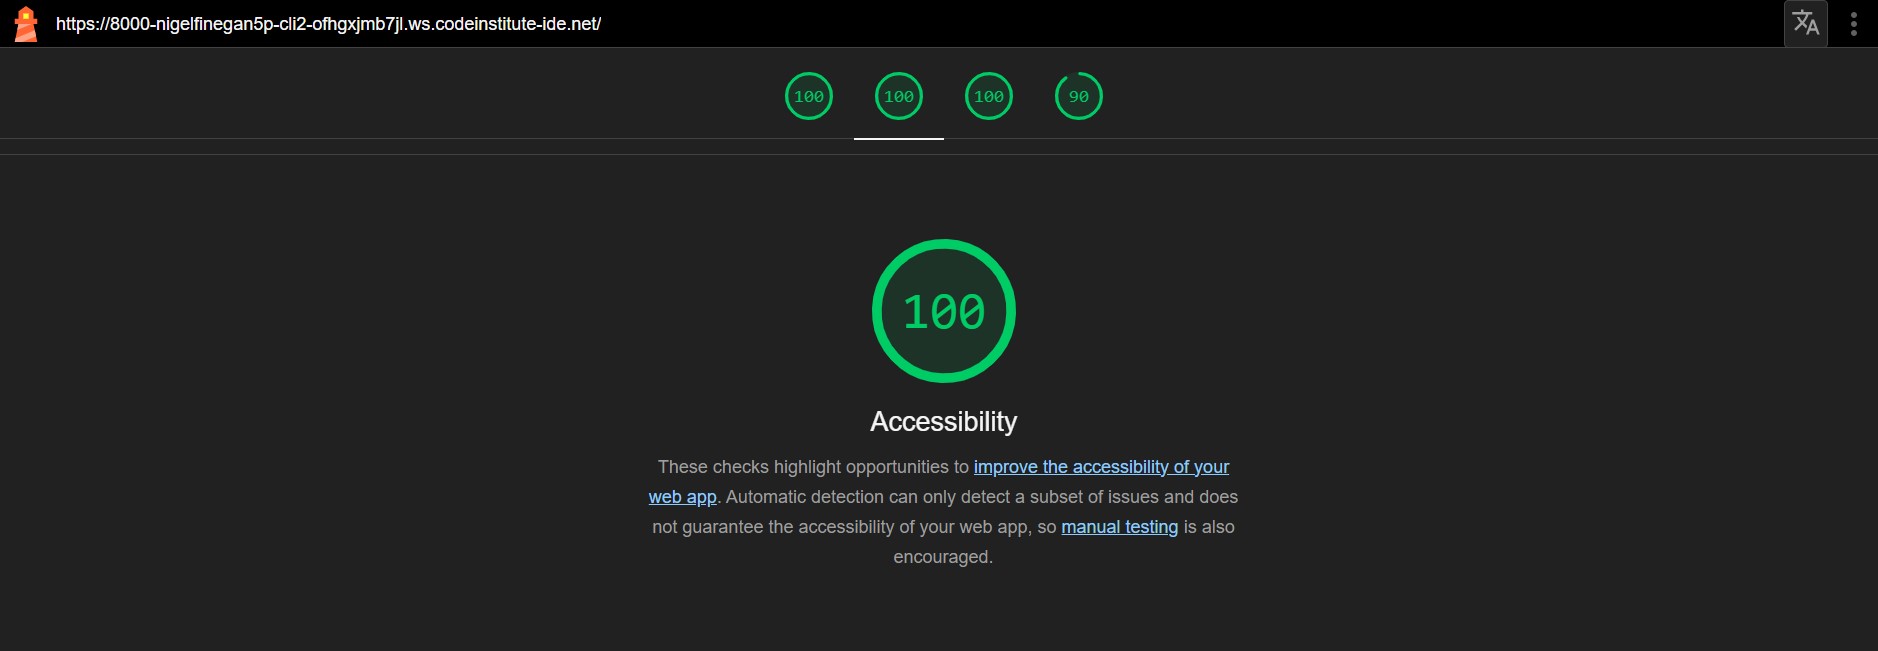 https://8000-nigelfinegan5p-cli2-ofhgxjmb7jl.ws.codeinstitute-ide.net/
100 100 100 90
100
Accessibility
These checks highlight opportunities to improve the accessibility of your
web app. Automatic detection can only detect a subset of issues and does
not guarantee the accessibility of your web app, so manual testing is also
encouraged.